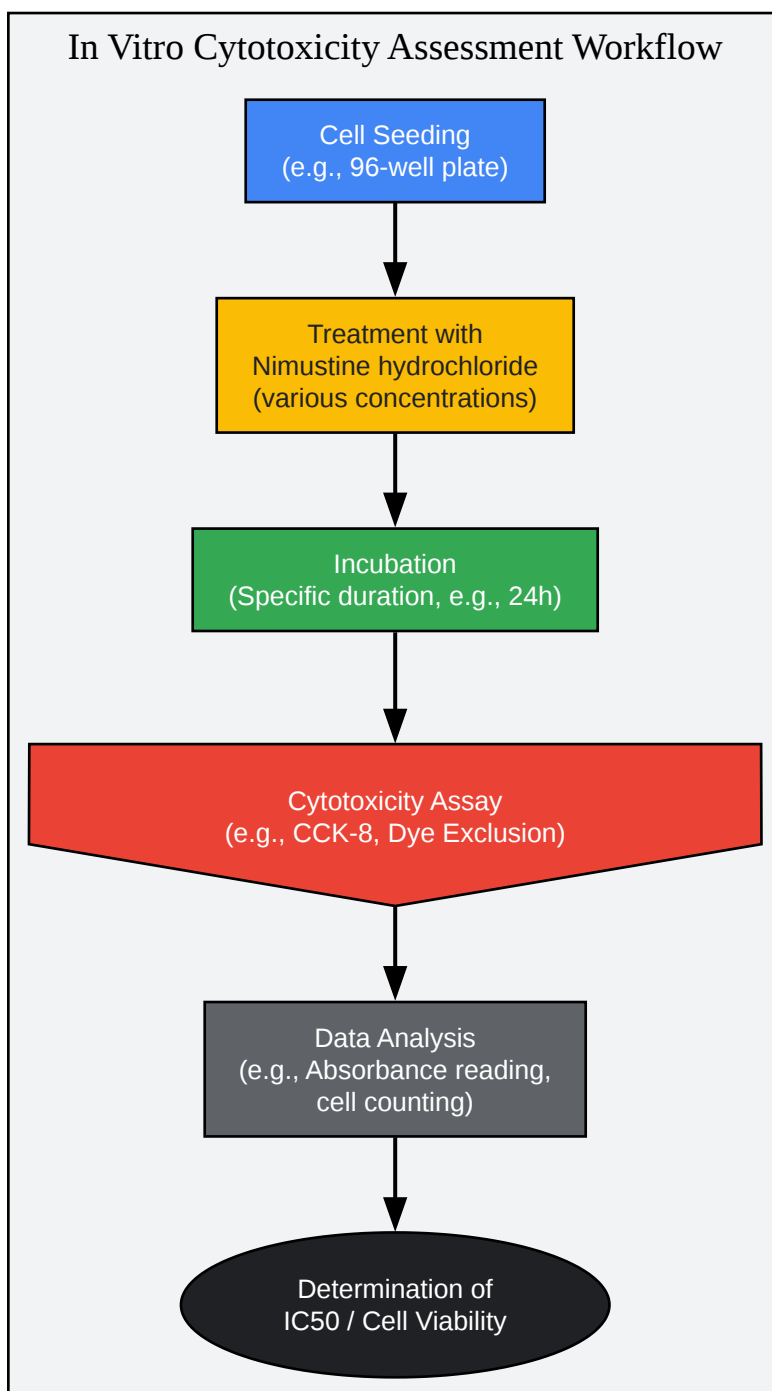 In Vitro Cytotoxicity Assessment Workflow
Cell Seeding
(e.g., 96-well plate)
Treatment with
Nimustine hydrochloride
(various concentrations)
Incubation
(Specific duration, e.g., 24h)
Cytotoxicity Assay
(e.g., CCK-8, Dye Exclusion)
Data Analysis
(e.g., Absorbance reading,
cell counting)
Determination of
IC50 / Cell Viability